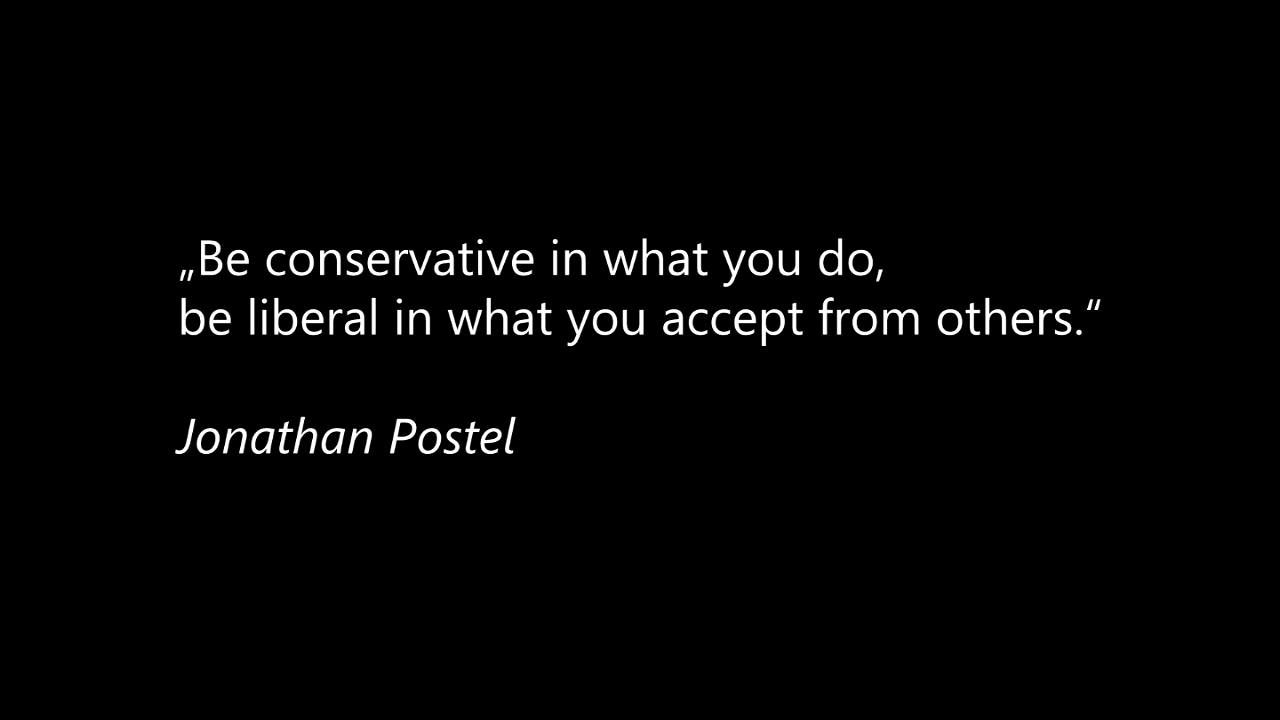 „Be conservative in what you do,
be liberal in what you accept from others.“
Jonathan Postel